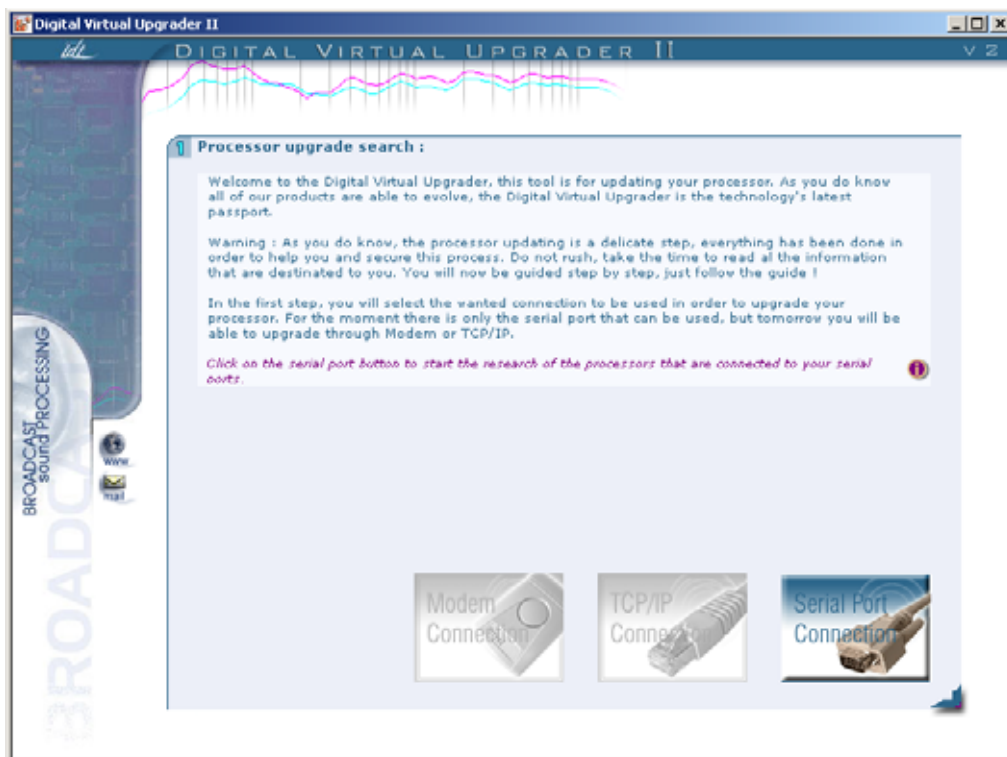 Digital Virtual Upgrader II
idt
DIGITAL VIRTUAL UPGRADER II
V 2
1 Processor upgrade search :
Welcome to the Digital Virtual Upgrader, this tool is for updating your processor. As you do know
all of our products are able to evolve, the Digital Virtual Upgrader is the technology's latest
passport.
Warning : As you do know, the processor updating is a delicate step, everything has been done in
order to help you and secure this process. Do not rush, take the time to read al the information
that are destinated to you. You will now be guided step by step, just follow the guide !
In the first step, you will select the wanted connection to be used in order to upgrade your
processor. For the moment there is only the serial port that can be used, but tomorrow you will be
able to upgrade through Modem or TCP/IP.
Click on the serial port button to start the research of the processors that are connected to your serial
ports.
BROADCAST
sound PROCESSING
BROADCAST
www
mail
Modem
Connection
TCP/IP
Connection
Serial Port
Connection